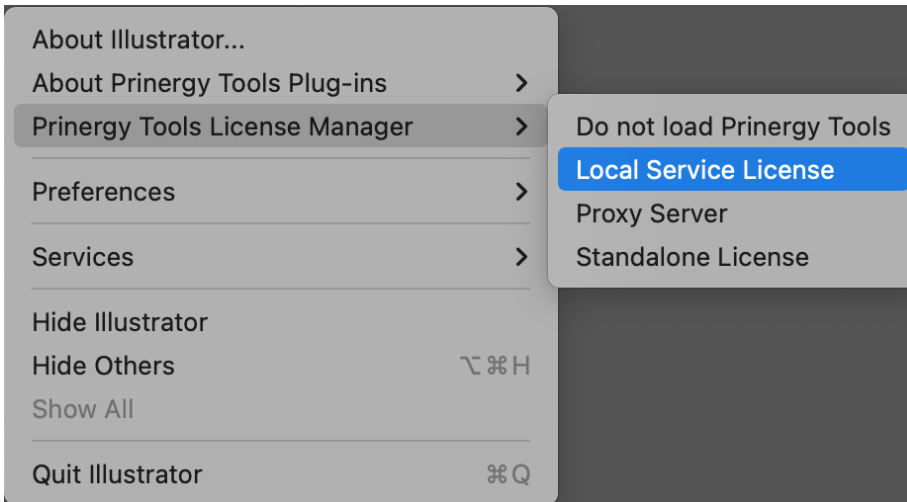 About Illustrator...
About Prinergy Tools Plug-ins
Prinergy Tools License Manager
Preferences
Services
Hide Illustrator
Hide Others ⌥⌘H
Show All
Quit Illustrator ⌘Q
Do not load Prinergy Tools
Local Service License
Proxy Server
Standalone License